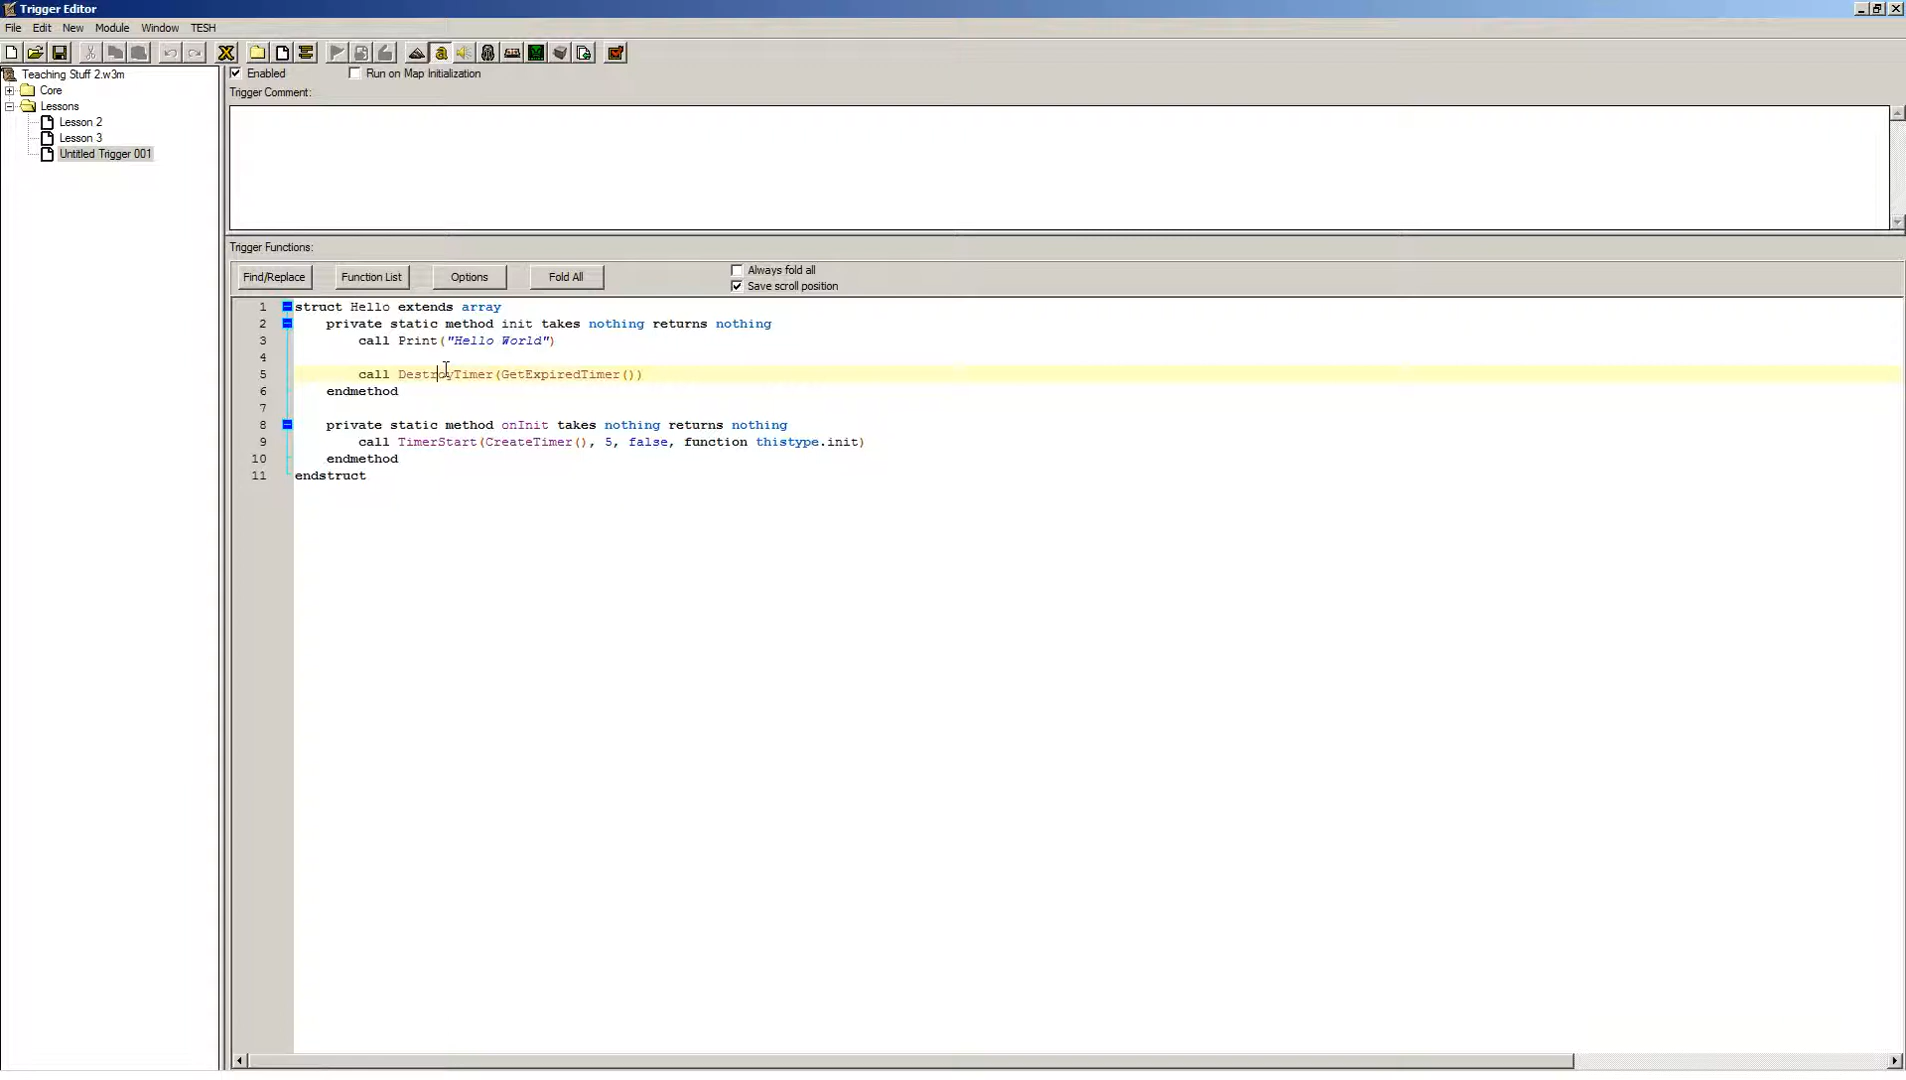 Trigger Editor
File Edit New Module Window TESH
Teaching Stuff 2.w3m
Core
Lessons
Lesson 2
Lesson 3
Untitled Trigger 001
Enabled Run on Map Initialization
Trigger Comment:
Trigger Functions:
Find/Replace Function List Options Fold All
Always fold all
Save scroll position
1 struct Hello extends array
2 private static method init takes nothing returns nothing
3 call Print("Hello World")
4
5 call DestroyTimer(GetExpiredTimer())
6 endmethod
7
8 private static method onInit takes nothing returns nothing
9 call TimerStart(CreateTimer(), 5, false, function thistype.init)
10 endmethod
11 endstruct